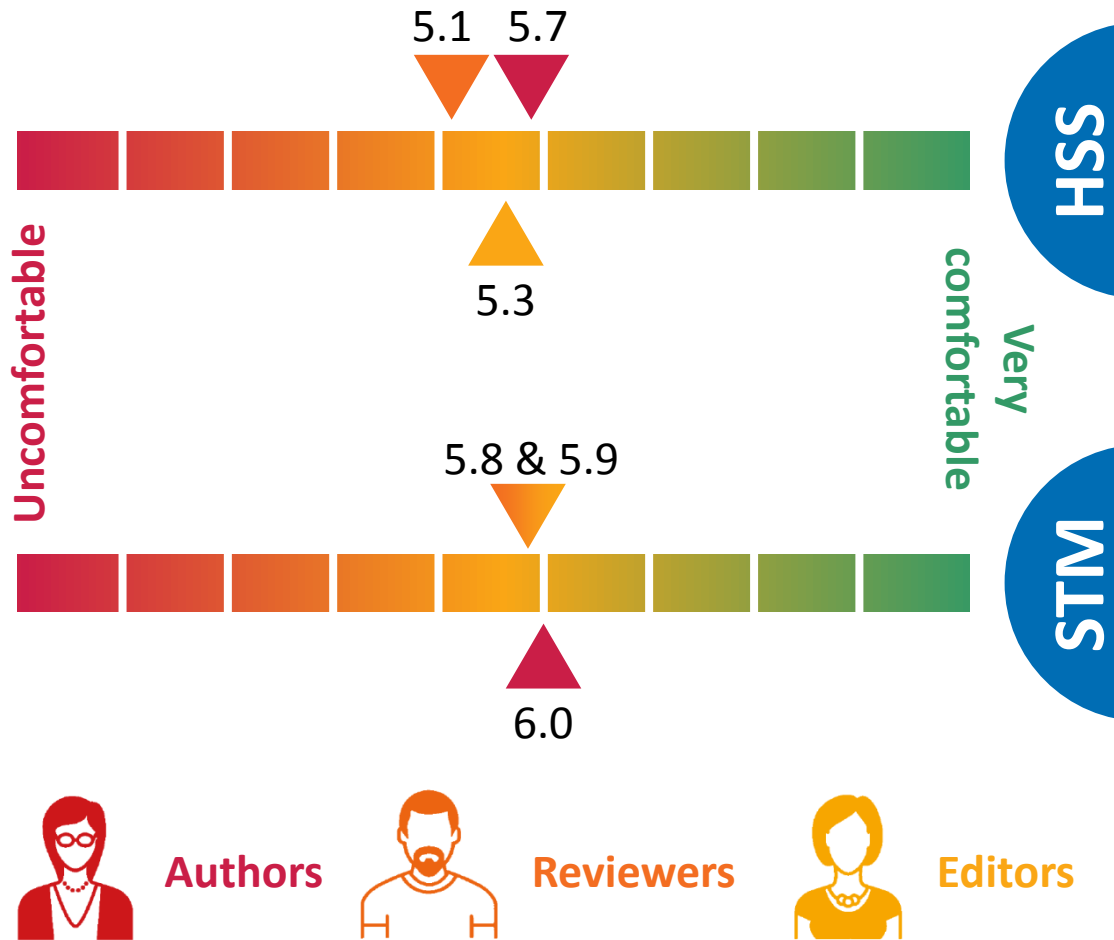 5.1 5.7
HSS
5.3
Uncomfortable
Very
comfortable
5.8 & 5.9
STM
6.0
Authors
Reviewers
Editors